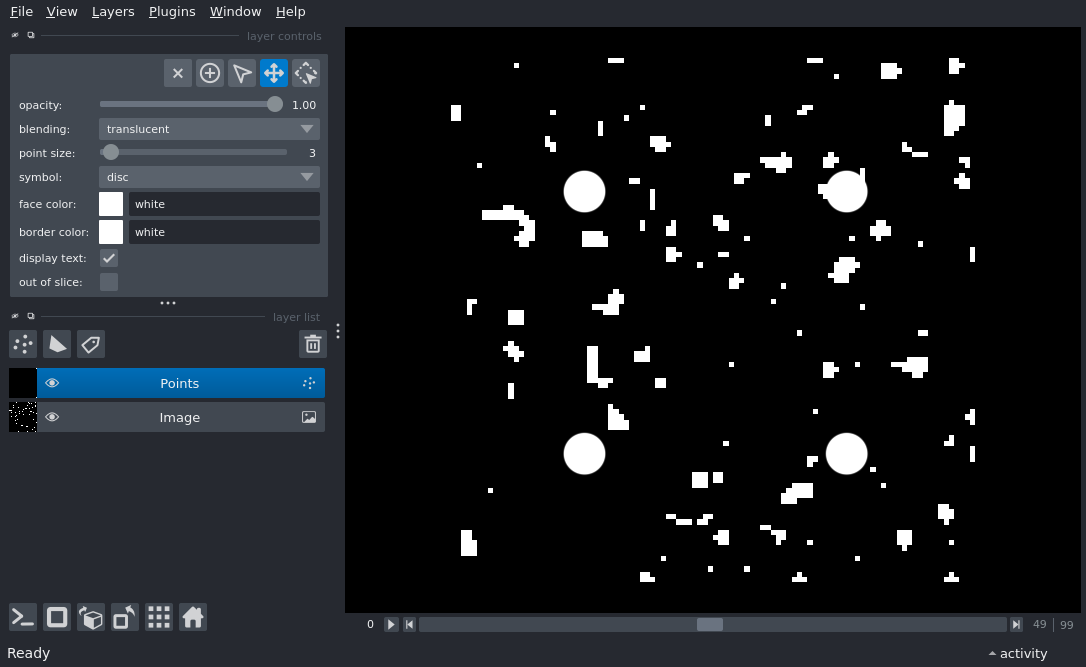 File View Layers Plugins Window Help
layer controls
opacity: 1.00
blending: translucent
point size: 3
symbol: disc
face color: white
border color: white
display text:
out of slice:
layer list
Points
Image
0 49 | 99
Ready activity